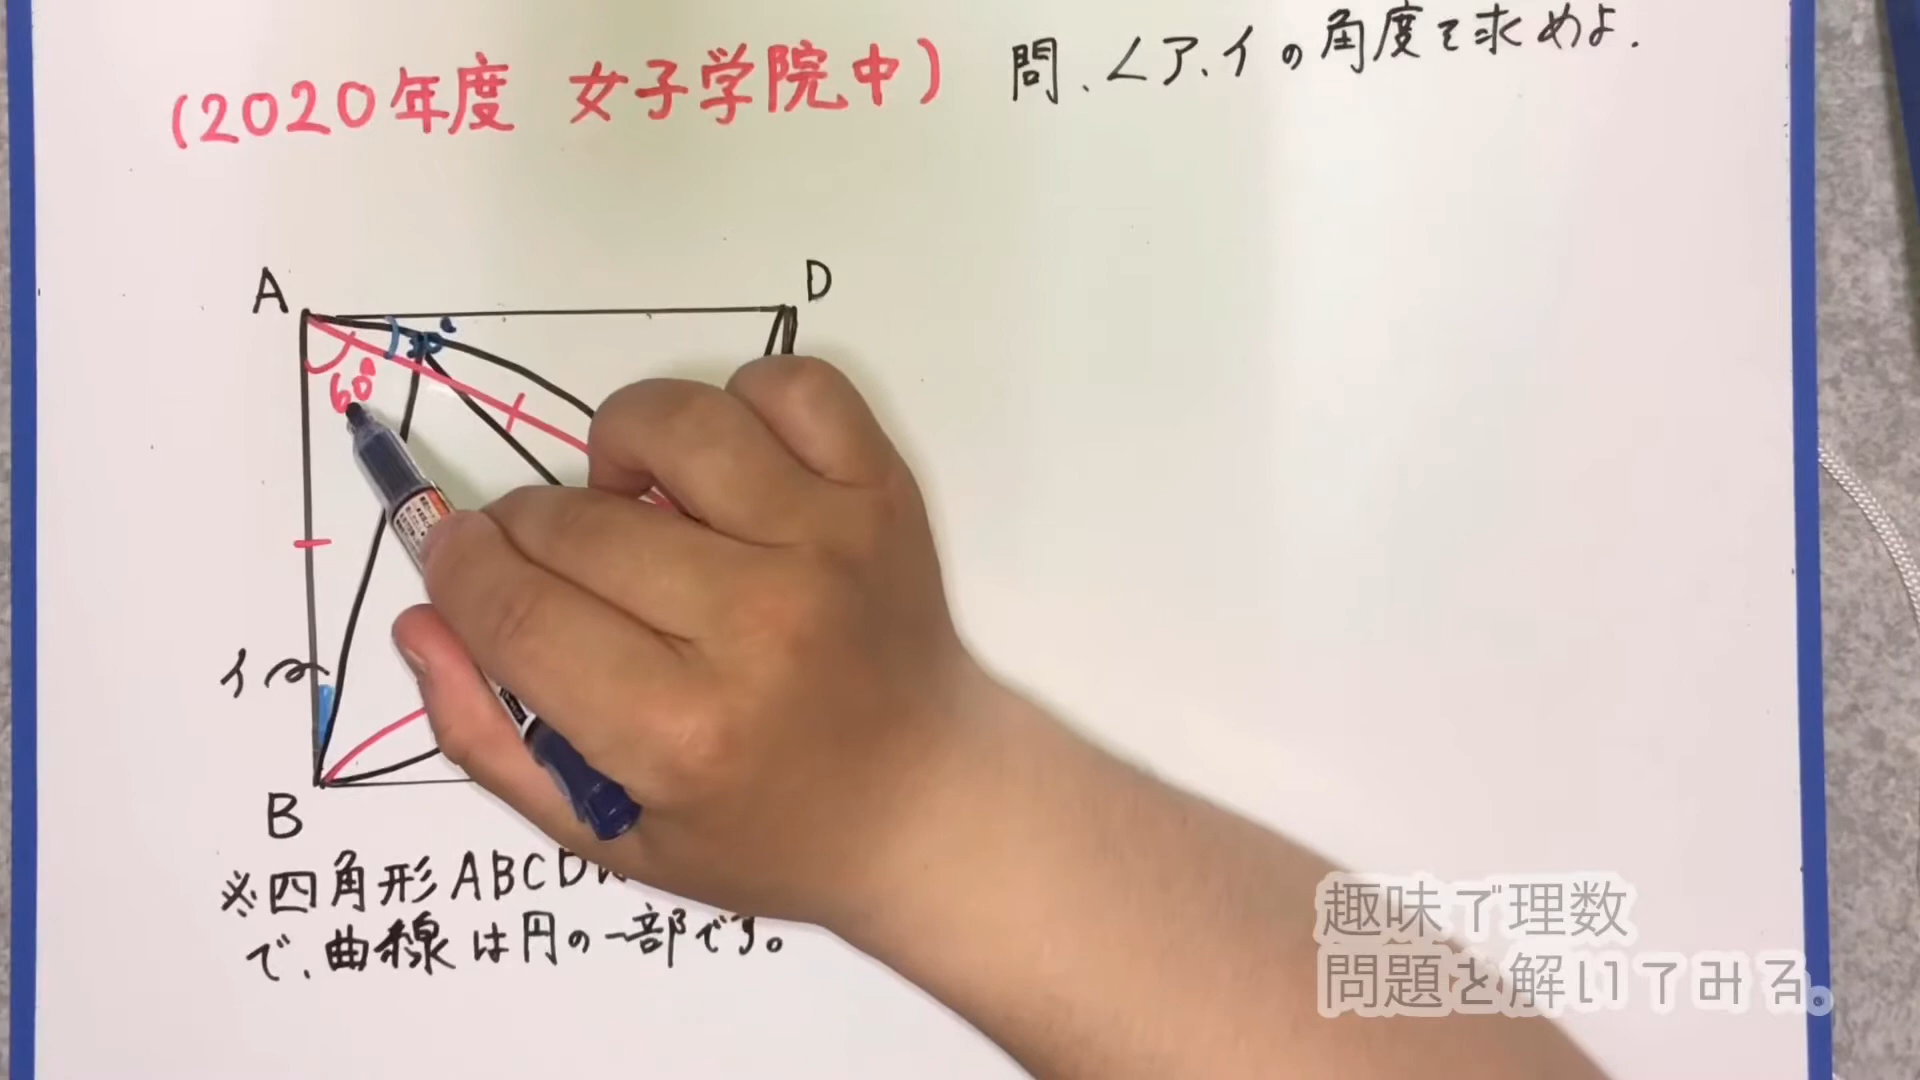 (2020年度 女子学院中) 問、∠ア、イの角度を求めよ.
A
D
60°
イ
B
※四角形ABCD
で、曲線は円の一部です。
趣味で理数
問題を解いてみる。